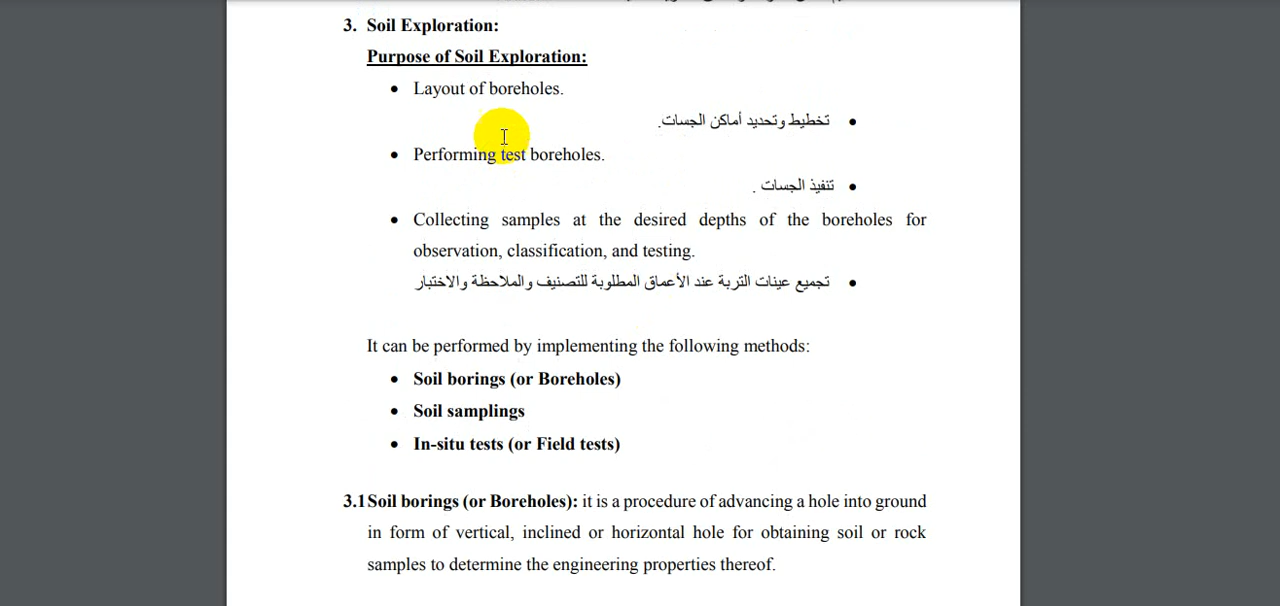 3. Soil Exploration:
Purpose of Soil Exploration:
• Layout of boreholes.
• تخطيط وتحديد أماكن الجسات.
• Performing test boreholes.
• تنفيذ الجسات .
• Collecting samples at the desired depths of the boreholes for
observation, classification, and testing.
• تجميع عينات التربة عند الأعماق المطلوبة للتصنيف والملاحظة والاختبار
It can be performed by implementing the following methods:
• Soil borings (or Boreholes)
• Soil samplings
• In-situ tests (or Field tests)
3.1 Soil borings (or Boreholes): it is a procedure of advancing a hole into ground
in form of vertical, inclined or horizontal hole for obtaining soil or rock
samples to determine the engineering properties thereof.